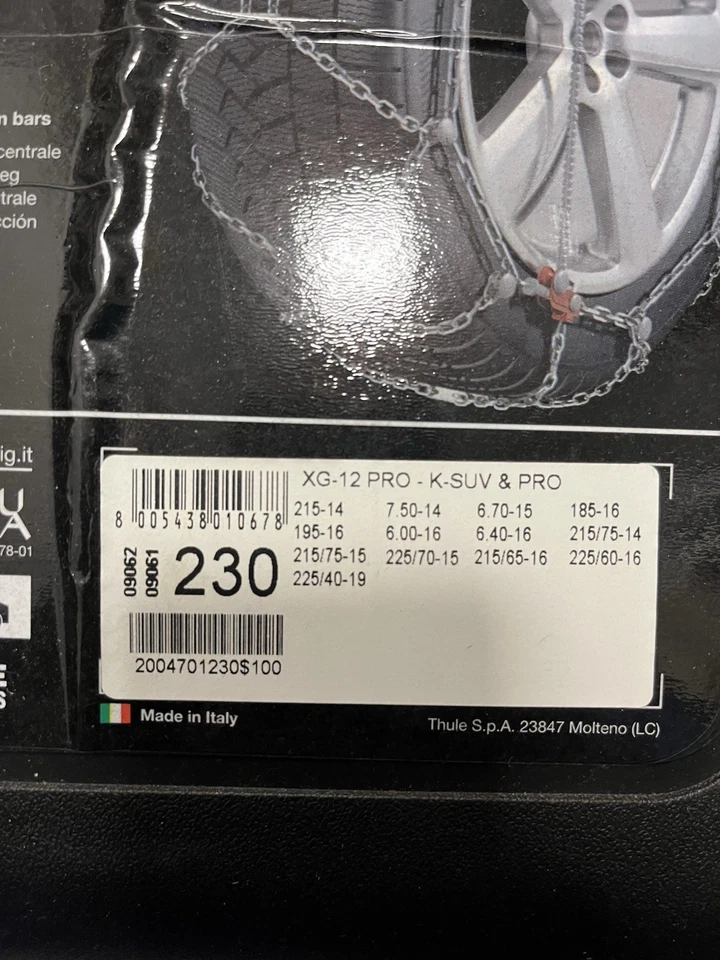 n bars
centrale
eg
trale
cción
ig.it
78-01
XG-12 PRO - K-SUV & PRO
8 005438 010678
215-14 7.50-14 6.70-15 185-16
195-16 6.00-16 6.40-16 215/75-14
215/75-15 225/70-15 215/65-16 225/60-16
225/40-19
09062
09061
230
2004701230$100
Made in Italy
Thule S.p.A. 23847 Molteno (LC)